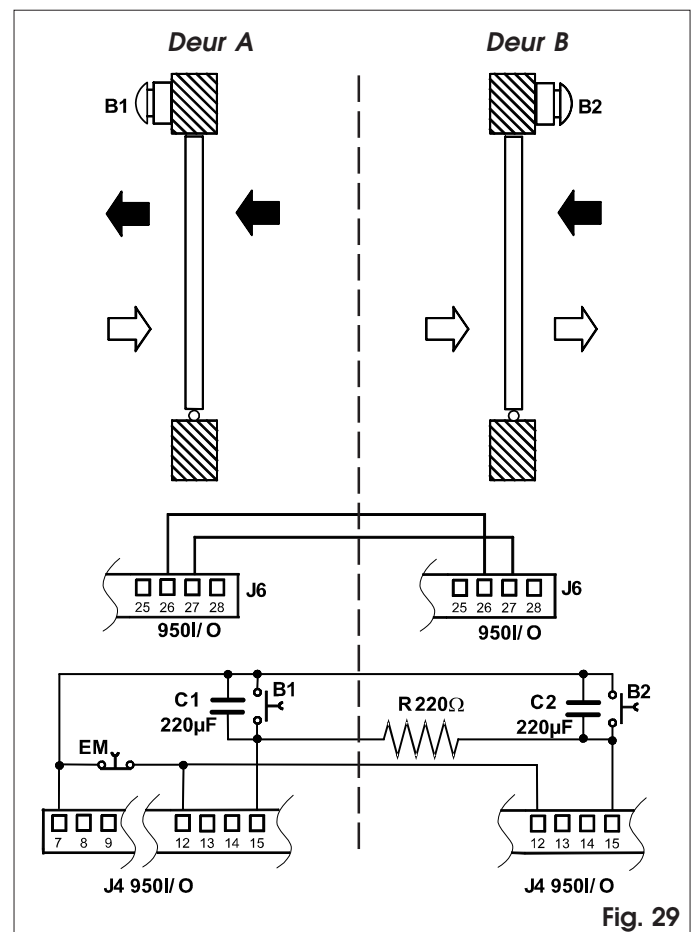 Deur A Deur B
B1 B2
J6 J6
25 26 27 28 25 26 27 28
950I/O 950I/O
C1 B1 R 220Ω C2 B2
220µF 220µF
EM
7 8 9 12 13 14 15 12 13 14 15
J4 950I/O J4 950I/O
Fig. 29